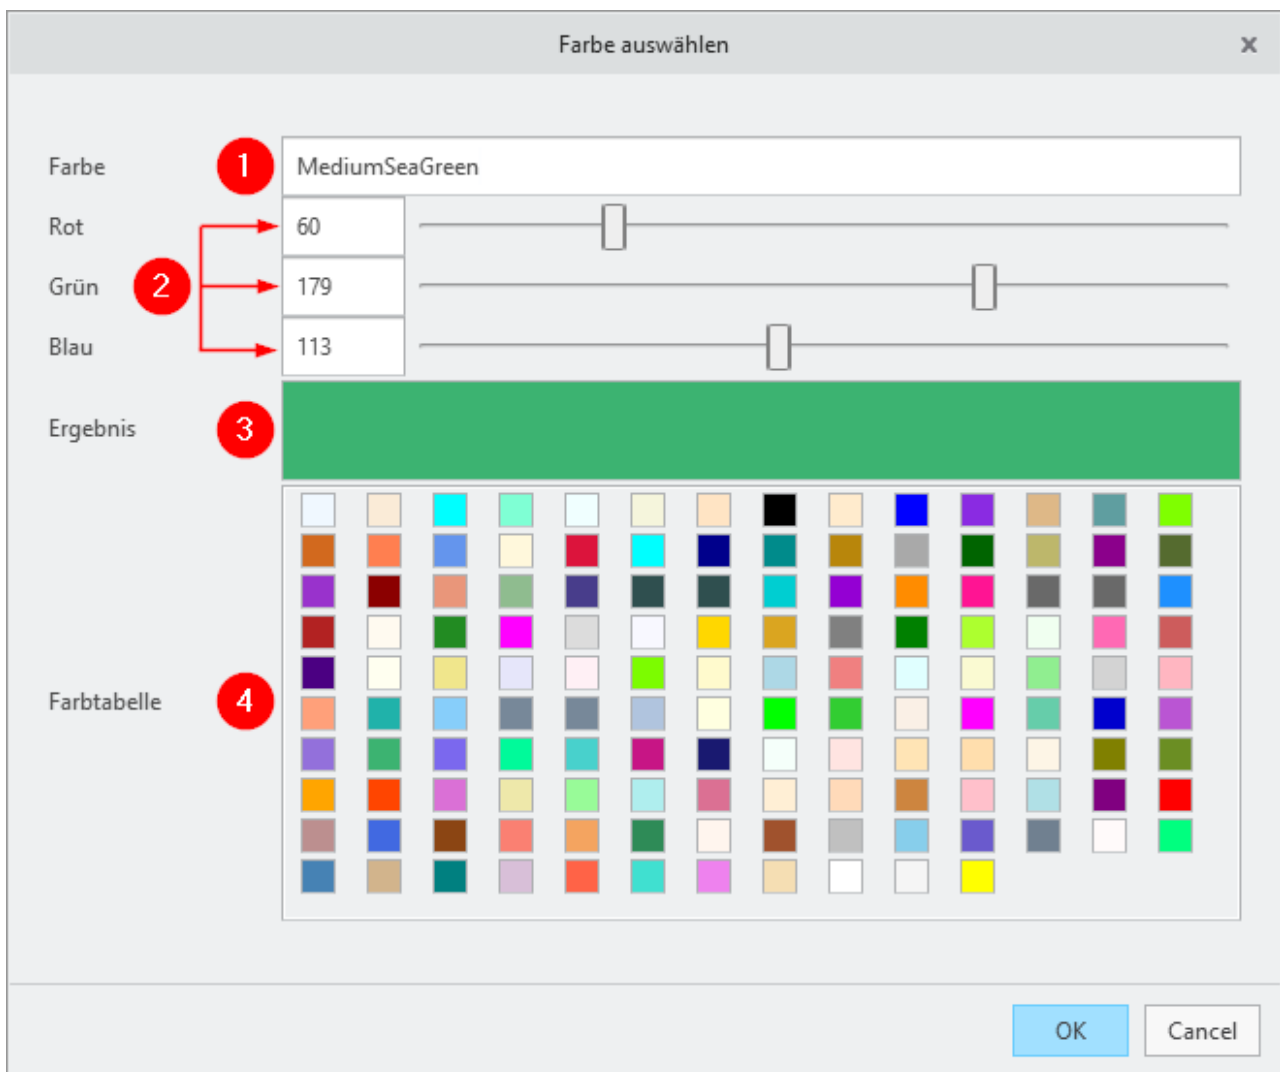 Farbe auswählen x
Farbe 1 MediumSeaGreen
Rot 60
Grün 2 179
Blau 113
Ergebnis 3
Farbtabelle 4
OK Cancel